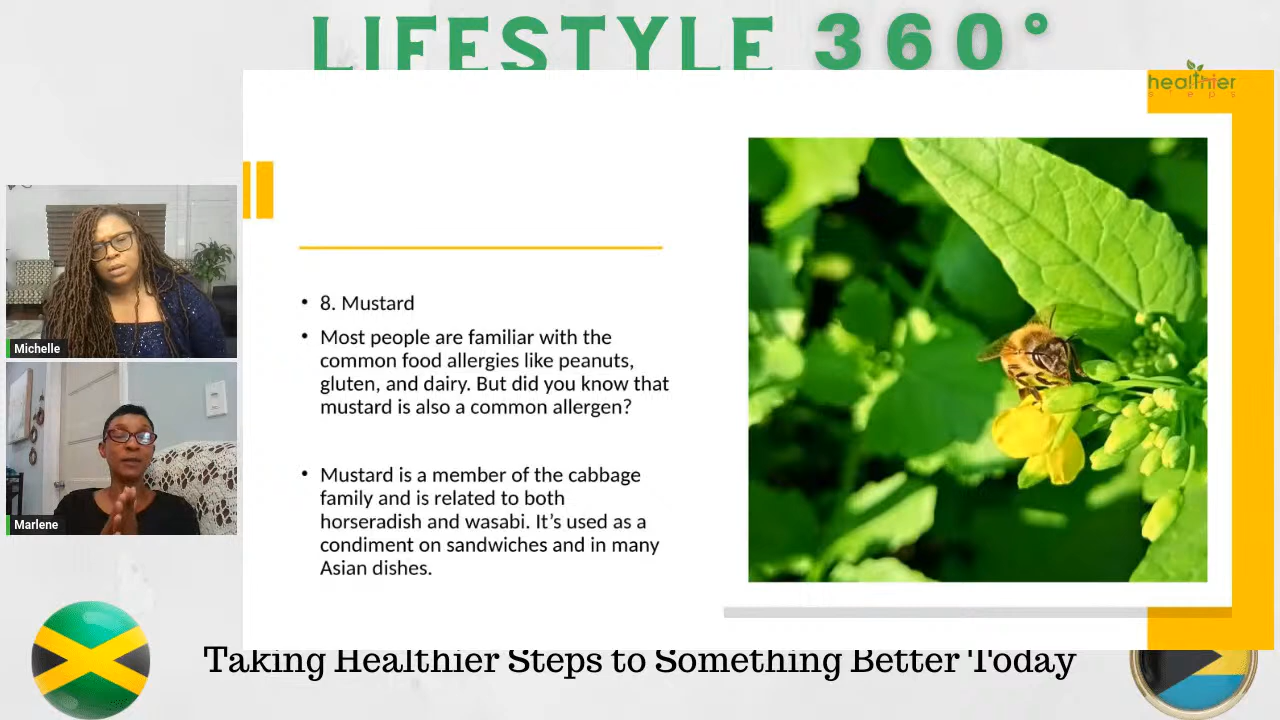 LIFESTYLE 360°
healthier
steps
• 8. Mustard
• Most people are familiar with the
common food allergies like peanuts,
gluten, and dairy. But did you know that
mustard is also a common allergen?
• Mustard is a member of the cabbage
family and is related to both
horseradish and wasabi. It’s used as a
condiment on sandwiches and in many
Asian dishes.
Michelle
Marlene
Taking Healthier Steps to Something Better Today